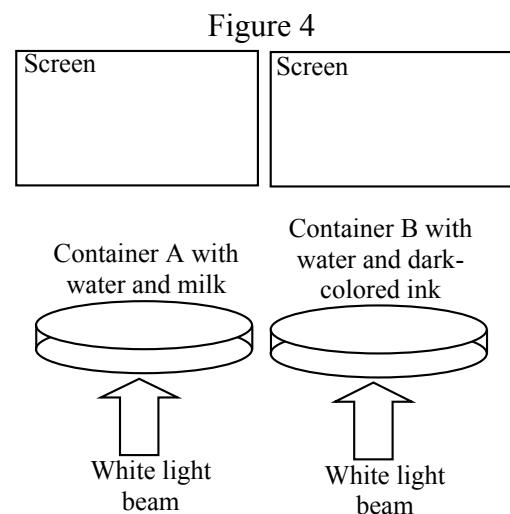 Figure 4
Screen
Screen
Container A with
water and milk
Container B with
water and dark-
colored ink
White light
beam
White light
beam